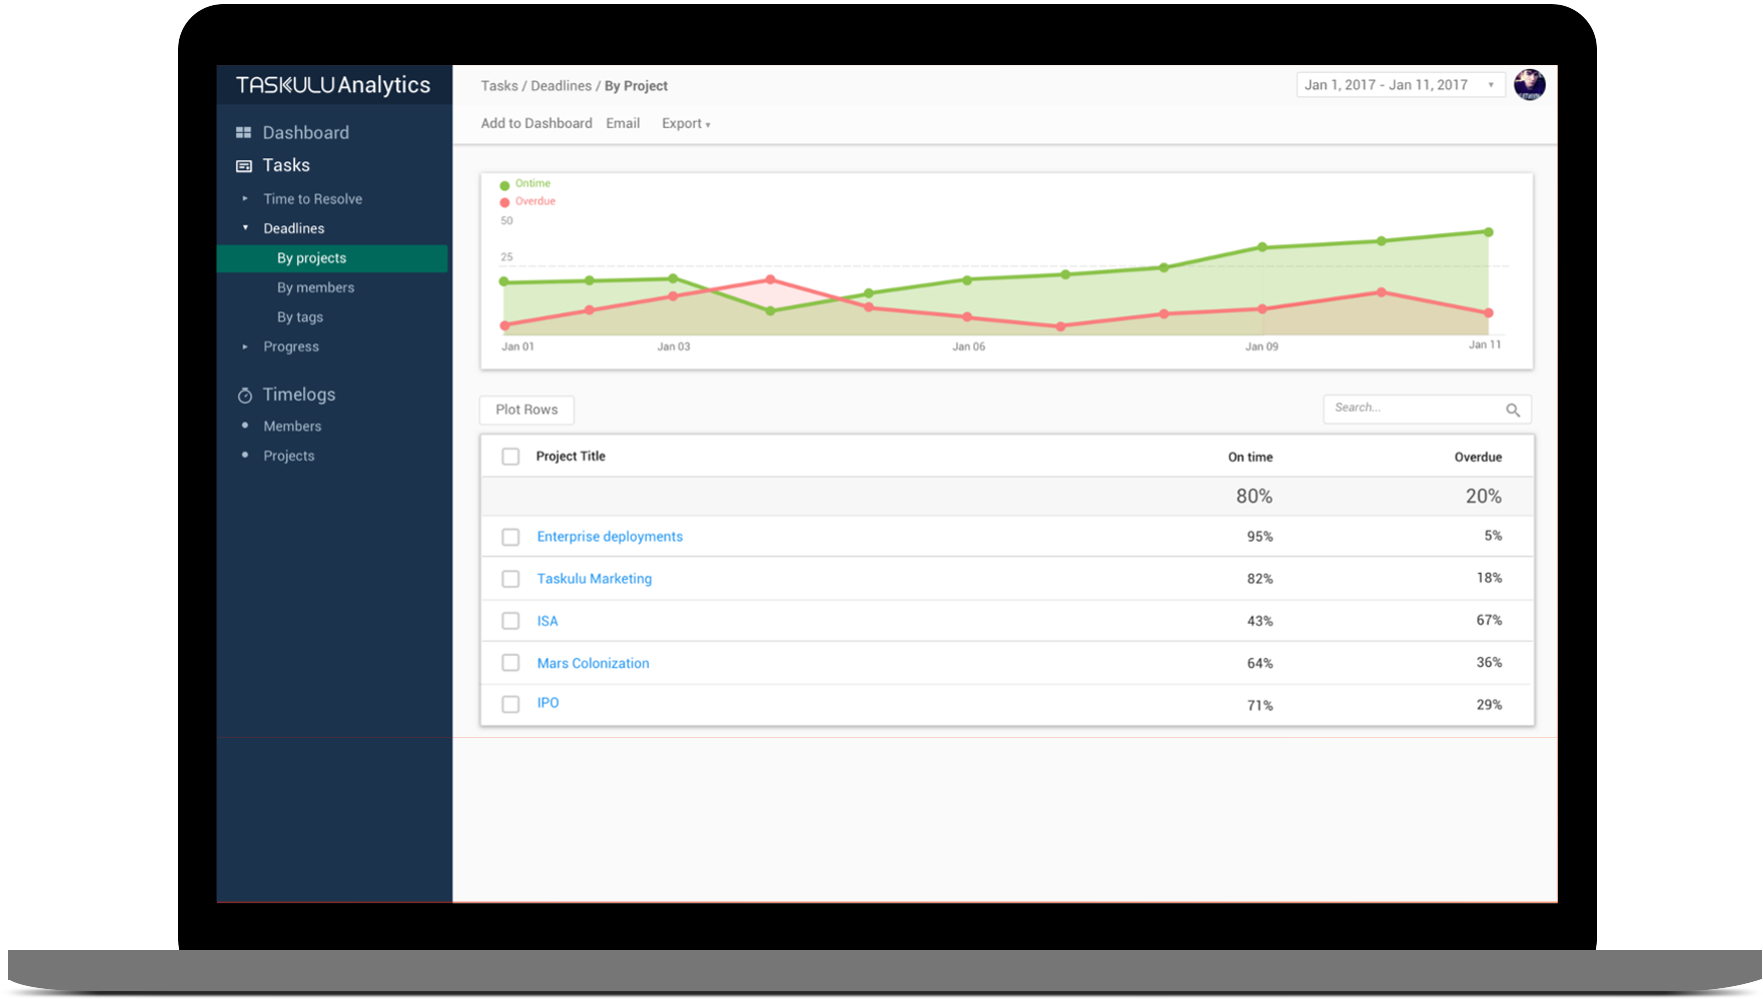 TASKULU Analytics
Dashboard
Tasks
Time to Resolve
Deadlines
By projects
By members
By tags
Progress
Timelogs
Members
Projects
Tasks / Deadlines / By Project
Jan 1, 2017 - Jan 11, 2017
Add to Dashboard Email Export
Ontime
Overdue
50
25
Jan 01 Jan 03 Jan 06 Jan 09 Jan 11
Plot Rows
Search...
Project Title On time Overdue
80% 20%
Enterprise deployments 95% 5%
Taskulu Marketing 82% 18%
ISA 43% 67%
Mars Colonization 64% 36%
IPO 71% 29%